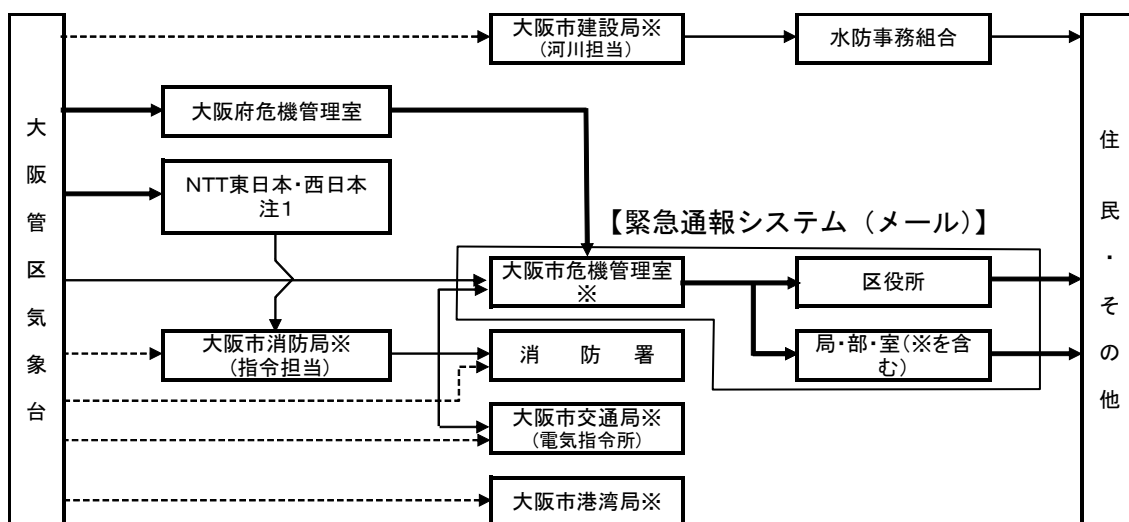 大阪管区気象台
大阪市建設局※
(河川担当)
水防事務組合
大阪府危機管理室
NTT東日本・西日本
注1
【緊急通報システム（メール）】
大阪市危機管理室
※
区役所
大阪市消防局※
(指令担当)
消　防　署
局・部・室(※を含
む)
大阪市交通局※
(電気指令所)
大阪市港湾局※
住民・その他